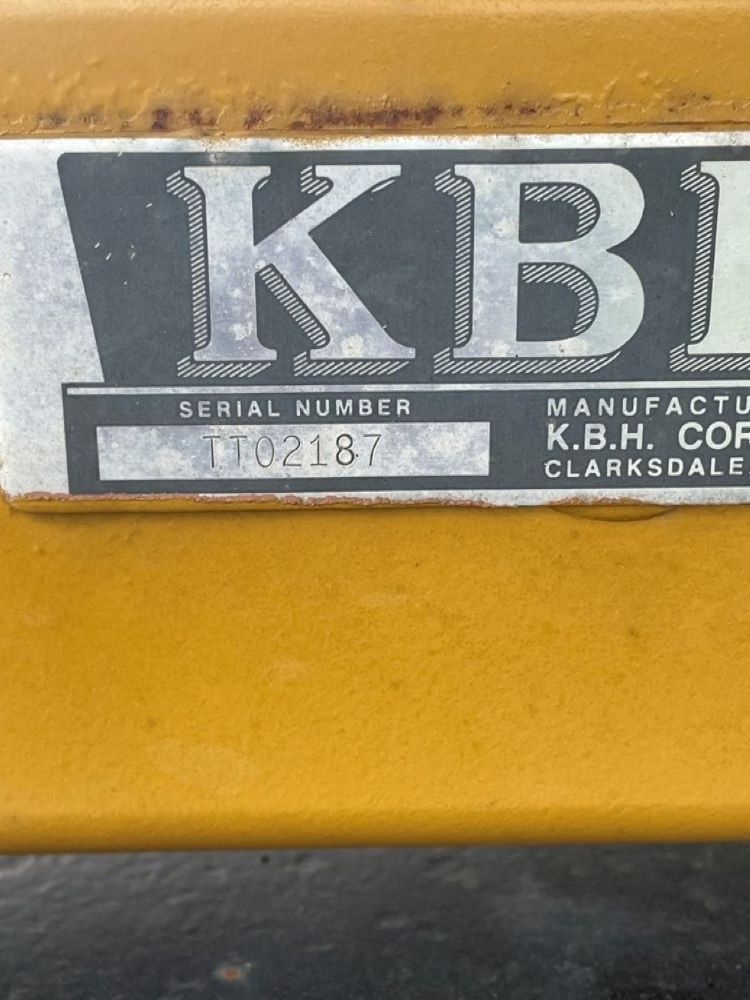 KB
SERIAL NUMBER
TT02187
MANUFACTU
K.B.H. COR
CLARKSDALE